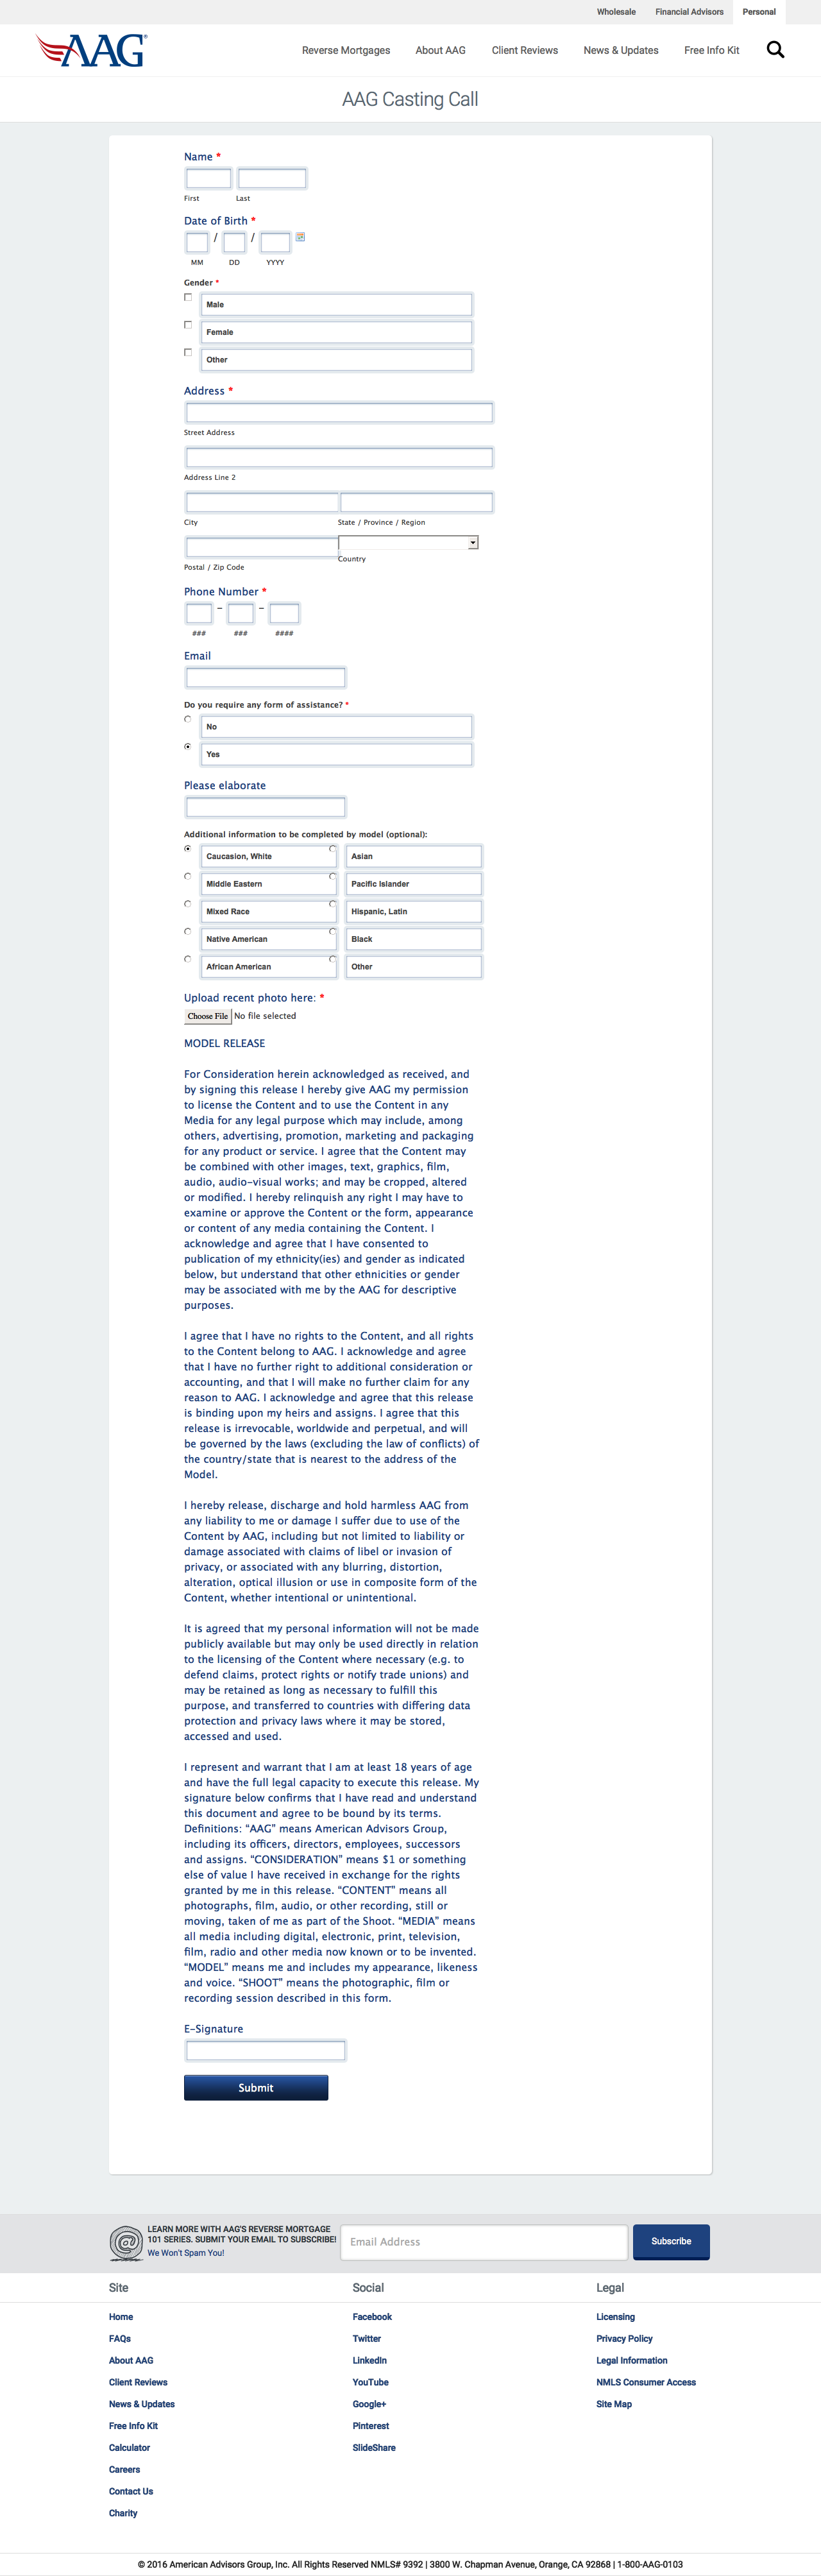 Wholesale Financial Advisors Personal
AAG®
Reverse Mortgages About AAG Client Reviews News & Updates Free Info Kit
AAG Casting Call
Name *
First Last
Date of Birth *
/ /
MM DD YYYY
Gender *
Male
Female
Other
Address *
Street Address
Address Line 2
City State / Province / Region
Postal / Zip Code Country
Phone Number *
– –
### ### ####
Email
Do you require any form of assistance? *
No
Yes
Please elaborate
Additional information to be completed by model (optional):
Caucasion, White Asian
Middle Eastern Pacific Islander
Mixed Race Hispanic, Latin
Native American Black
African American Other
Upload recent photo here: *
Choose File No file selected
MODEL RELEASE
For Consideration herein acknowledged as received, and
by signing this release I hereby give AAG my permission
to license the Content and to use the Content in any
Media for any legal purpose which may include, among
others, advertising, promotion, marketing and packaging
for any product or service. I agree that the Content may
be combined with other images, text, graphics, film,
audio, audio-visual works; and may be cropped, altered
or modified. I hereby relinquish any right I may have to
examine or approve the Content or the form, appearance
or content of any media containing the Content. I
acknowledge and agree that I have consented to
publication of my ethnicity(ies) and gender as indicated
below, but understand that other ethnicities or gender
may be associated with me by the AAG for descriptive
purposes.
I agree that I have no rights to the Content, and all rights
to the Content belong to AAG. I acknowledge and agree
that I have no further right to additional consideration or
accounting, and that I will make no further claim for any
reason to AAG. I acknowledge and agree that this release
is binding upon my heirs and assigns. I agree that this
release is irrevocable, worldwide and perpetual, and will
be governed by the laws (excluding the law of conflicts) of
the country/state that is nearest to the address of the
Model.
I hereby release, discharge and hold harmless AAG from
any liability to me or damage I suffer due to use of the
Content by AAG, including but not limited to liability or
damage associated with claims of libel or invasion of
privacy, or associated with any blurring, distortion,
alteration, optical illusion or use in composite form of the
Content, whether intentional or unintentional.
It is agreed that my personal information will not be made
publicly available but may only be used directly in relation
to the licensing of the Content where necessary (e.g. to
defend claims, protect rights or notify trade unions) and
may be retained as long as necessary to fulfill this
purpose, and transferred to countries with differing data
protection and privacy laws where it may be stored,
accessed and used.
I represent and warrant that I am at least 18 years of age
and have the full legal capacity to execute this release. My
signature below confirms that I have read and understand
this document and agree to be bound by its terms.
Definitions: “AAG” means American Advisors Group,
including its officers, directors, employees, successors
and assigns. “CONSIDERATION” means $1 or something
else of value I have received in exchange for the rights
granted by me in this release. “CONTENT” means all
photographs, film, audio, or other recording, still or
moving, taken of me as part of the Shoot. “MEDIA” means
all media including digital, electronic, print, television,
film, radio and other media now known or to be invented.
“MODEL” means me and includes my appearance, likeness
and voice. “SHOOT” means the photographic, film or
recording session described in this form.
E-Signature
Submit
@
LEARN MORE WITH AAG'S REVERSE MORTGAGE
101 SERIES. SUBMIT YOUR EMAIL TO SUBSCRIBE!
We Won't Spam You!
Email Address
Subscribe
Site Social Legal
Home Facebook Licensing
FAQs Twitter Privacy Policy
About AAG LinkedIn Legal Information
Client Reviews YouTube NMLS Consumer Access
News & Updates Google+ Site Map
Free Info Kit Pinterest
Calculator SlideShare
Careers
Contact Us
Charity
© 2016 American Advisors Group, Inc. All Rights Reserved NMLS# 9392 | 3800 W. Chapman Avenue, Orange, CA 92868 | 1-800-AAG-0103